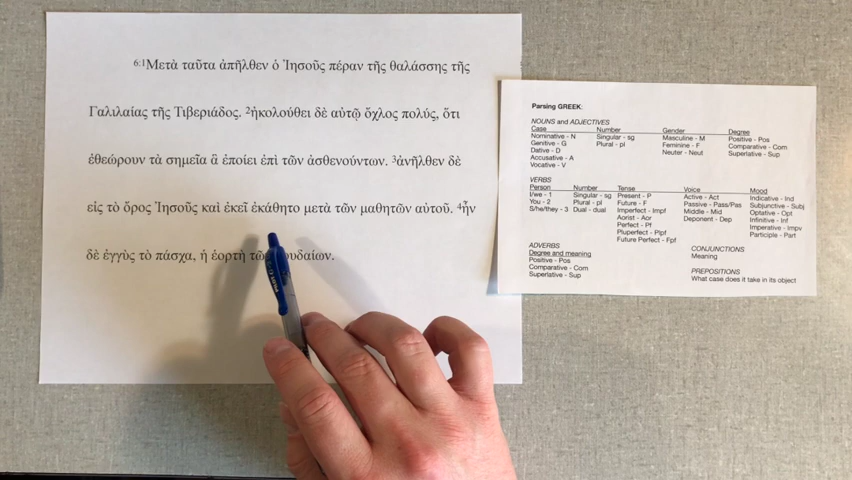 6:1Μετὰ ταῦτα ἀπῆλθεν ὁ Ἰησοῦς πέραν τῆς θαλάσσης τῆς
Γαλιλαίας τῆς Τιβεριάδος. 2ἠκολούθει δὲ αὐτῷ ὄχλος πολύς, ὅτι
ἐθεώρουν τὰ σημεῖα ἃ ἐποίει ἐπὶ τῶν ἀσθενούντων. 3ἀνῆλθεν δὲ
εἰς τὸ ὄρος Ἰησοῦς καὶ ἐκεῖ ἐκάθητο μετὰ τῶν μαθητῶν αὐτοῦ. 4ἦν
δὲ ἐγγὺς τὸ πάσχα, ἡ ἑορτὴ
Parsing GREEK:
NOUNS and ADJECTIVES
Case Number Gender Degree
Nominative - N Singular - sg Masculine - M Positive - Pos
Genitive - G Plural - pl Feminine - F Comparative - Com
Dative - D Neuter - Neut Superlative - Sup
Accusative - A
Vocative - V
VERBS
Person Number Tense Voice Mood
I/we - 1 Singular - sg Present - P Active - Act Indicative - Ind
You - 2 Plural - pl Future - F Passive - Pass/Pas Subjunctive - Subj
S/he/they - 3 Dual - dual Imperfect - Impf Middle - Mid Optative - Opt
Aorist - Aor Deponent - Dep Infinitive - Inf
Perfect - Pf Imperative - Impv
Pluperfect - Plpf Participle - Part
Future Perfect - Fpf
ADVERBS
Degree and meaning
Positive - Pos
Comparative - Com
Superlative - Sup
CONJUNCTIONS
Meaning
PREPOSITIONS
What case does it take in its object